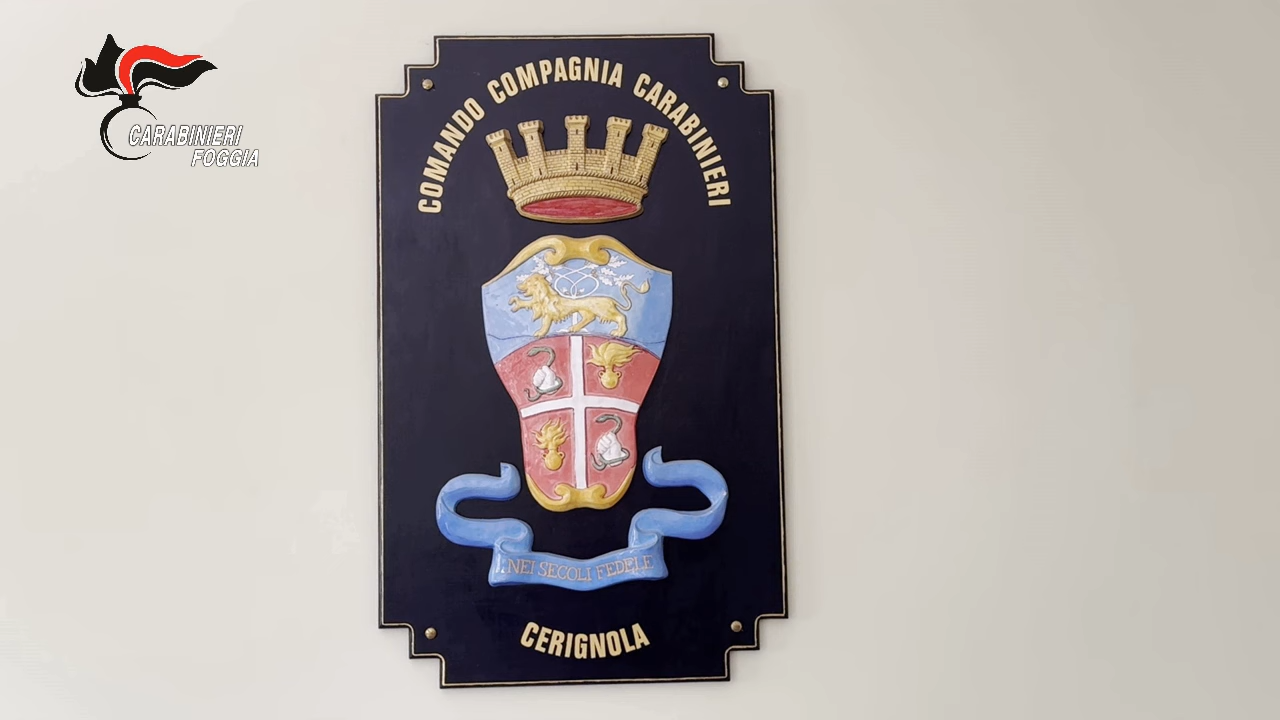 CARABINIERI
FOGGIA
COMANDO COMPAGNIA CARABINIERI
NEI SECOLI FEDELE
CERIGNOLA